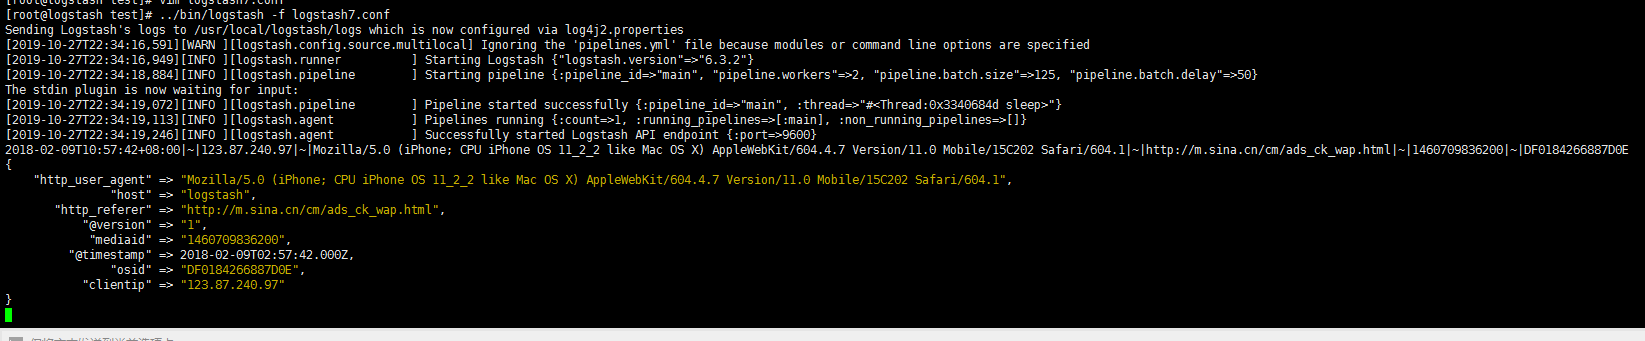 [root@logstash test]# vim logstash7.conf
[root@logstash test]# ../bin/logstash -f logstash7.conf
Sending Logstash's logs to /usr/local/logstash/logs which is now configured via log4j2.properties
[2019-10-27T22:34:16,591][WARN ][logstash.config.source.multilocal] Ignoring the 'pipelines.yml' file because modules or command line options are specified
[2019-10-27T22:34:16,949][INFO ][logstash.runner          ] Starting Logstash {"logstash.version"=>"6.3.2"}
[2019-10-27T22:34:18,884][INFO ][logstash.pipeline        ] Starting pipeline {:pipeline_id=>"main", "pipeline.workers"=>2, "pipeline.batch.size"=>125, "pipeline.batch.delay"=>50}
The stdin plugin is now waiting for input:
[2019-10-27T22:34:19,072][INFO ][logstash.pipeline        ] Pipeline started successfully {:pipeline_id=>"main", :thread=>"#<Thread:0x3340684d sleep>"}
[2019-10-27T22:34:19,113][INFO ][logstash.agent           ] Pipelines running {:count=>1, :running_pipelines=>[:main], :non_running_pipelines=>[]}
[2019-10-27T22:34:19,246][INFO ][logstash.agent           ] Successfully started Logstash API endpoint {:port=>9600}
2018-02-09T10:57:42+08:00|~|123.87.240.97|~|Mozilla/5.0 (iPhone; CPU iPhone OS 11_2_2 like Mac OS X) AppleWebKit/604.4.7 Version/11.0 Mobile/15C202 Safari/604.1|~|http://m.sina.cn/cm/ads_ck_wap.html|~|1460709836200|~|DF0184266887D0E
{
    "http_user_agent" => "Mozilla/5.0 (iPhone; CPU iPhone OS 11_2_2 like Mac OS X) AppleWebKit/604.4.7 Version/11.0 Mobile/15C202 Safari/604.1",
               "host" => "logstash",
       "http_referer" => "http://m.sina.cn/cm/ads_ck_wap.html",
           "@version" => "1",
            "mediaid" => "1460709836200",
         "@timestamp" => 2018-02-09T02:57:42.000Z,
               "osid" => "DF0184266887D0E",
           "clientip" => "123.87.240.97"
}